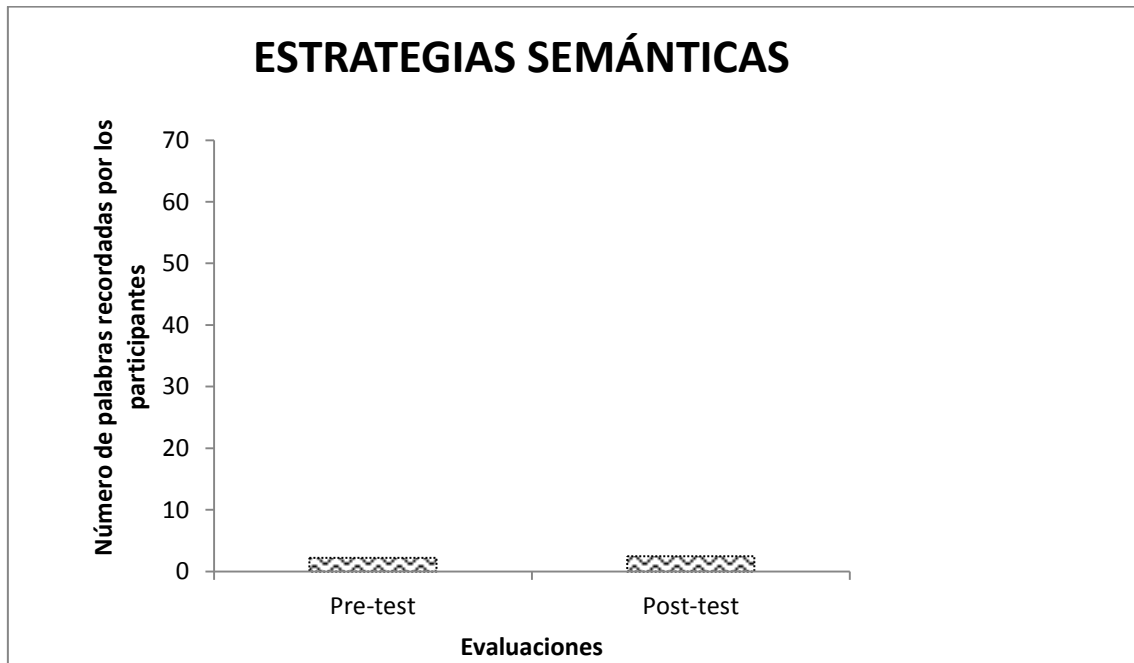 ESTRATEGIAS SEMÁNTICAS
Número de palabras recordadas por los
participantes
70
60
50
40
30
20
10
0
Pre-test
Post-test
Evaluaciones